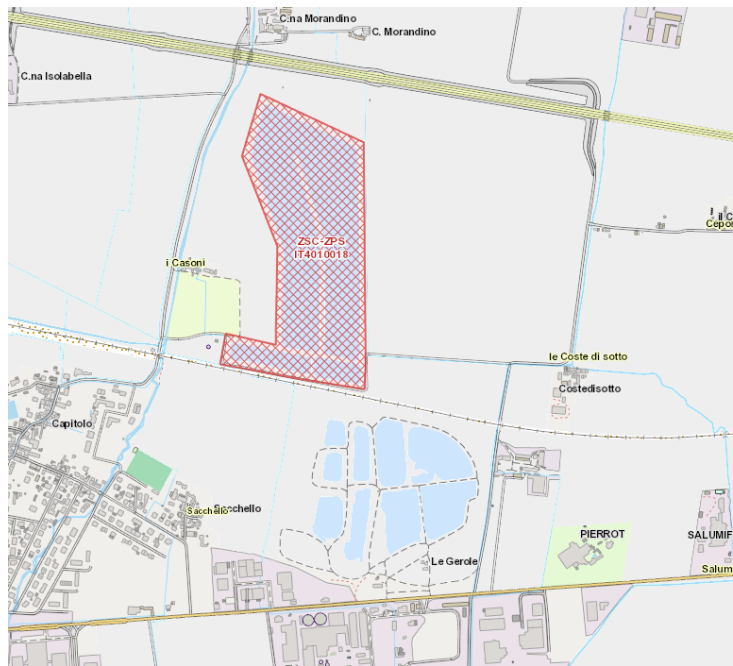 C.na Morandino
C. Morandino
C.na Isolabella
il C
Cepor
ZSC-ZPS
IT4010018
i Casoni
le Coste di sotto
Costedisotto
Capitolo
Sacchello
Sacchello
PIERROT
SALUMIF
Le Gerole
Salum